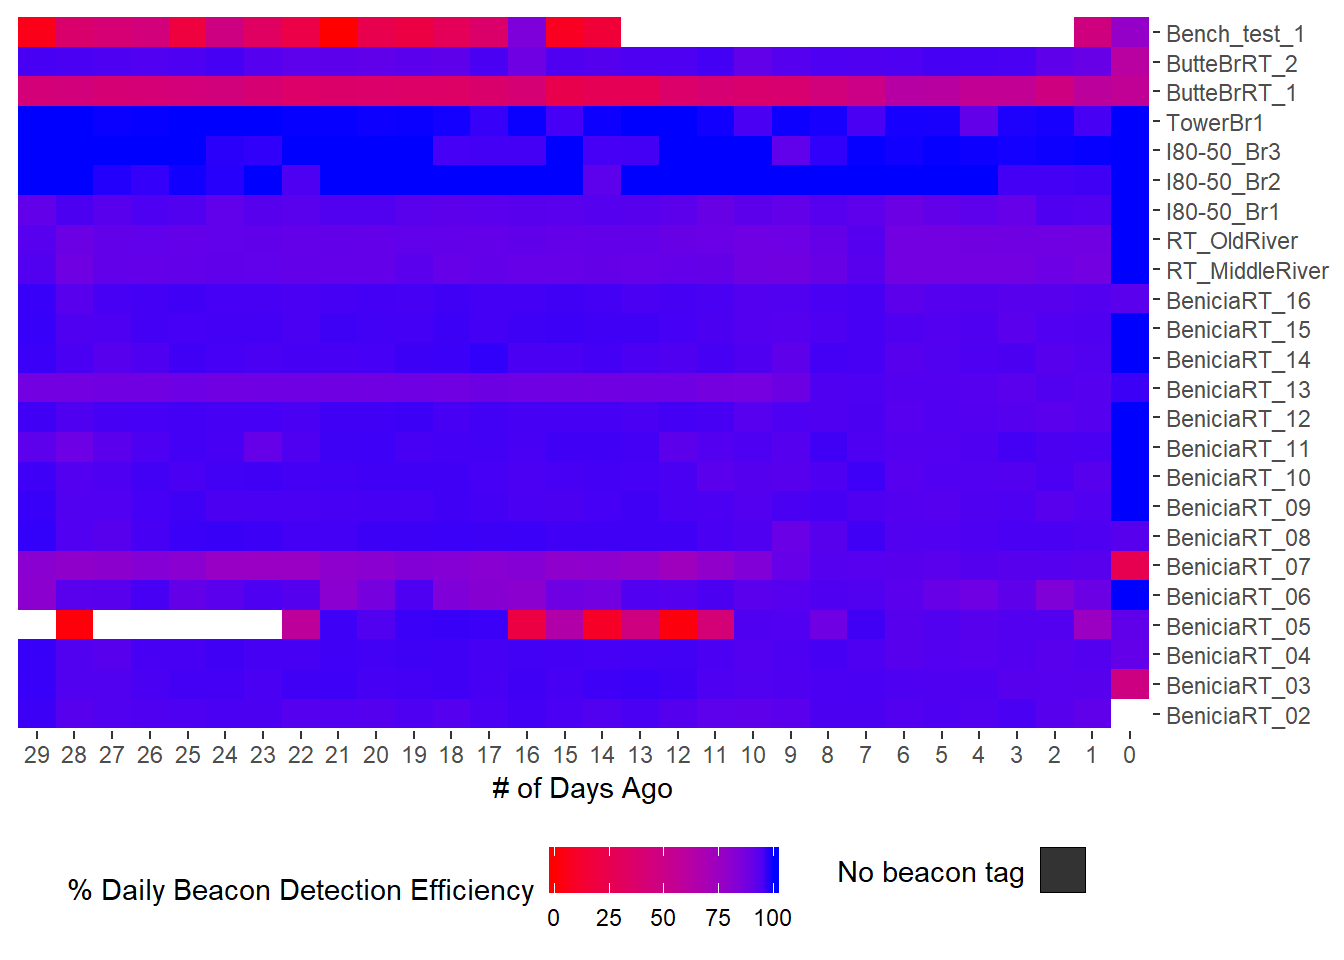 Bench_test_1
ButteBrRT_2
ButteBrRT_1
TowerBr1
I80-50_Br3
I80-50_Br2
I80-50_Br1
RT_OldRiver
RT_MiddleRiver
BeniciaRT_16
BeniciaRT_15
BeniciaRT_14
BeniciaRT_13
BeniciaRT_12
BeniciaRT_11
BeniciaRT_10
BeniciaRT_09
BeniciaRT_08
BeniciaRT_07
BeniciaRT_06
BeniciaRT_05
BeniciaRT_04
BeniciaRT_03
BeniciaRT_02
29 28 27 26 25 24 23 22 21 20 19 18 17 16 15 14 13 12 11 10 9 8 7 6 5 4 3 2 1 0
# of Days Ago
% Daily Beacon Detection Efficiency
0 25 50 75 100
No beacon tag